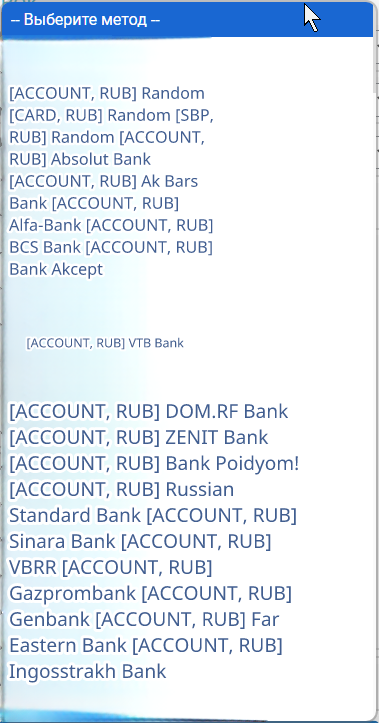 -- Выберите метод --
[ACCOUNT, RUB] Random
[CARD, RUB] Random [SBP,
RUB] Random [ACCOUNT,
RUB] Absolut Bank
[ACCOUNT, RUB] Ak Bars
Bank [ACCOUNT, RUB]
Alfa-Bank [ACCOUNT, RUB]
BCS Bank [ACCOUNT, RUB]
Bank Akcept
[ACCOUNT, RUB] VTB Bank
[ACCOUNT, RUB] DOM.RF Bank
[ACCOUNT, RUB] ZENIT Bank
[ACCOUNT, RUB] Bank Poidyom!
[ACCOUNT, RUB] Russian
Standard Bank [ACCOUNT, RUB]
Sinara Bank [ACCOUNT, RUB]
VBRR [ACCOUNT, RUB]
Gazprombank [ACCOUNT, RUB]
Genbank [ACCOUNT, RUB] Far
Eastern Bank [ACCOUNT, RUB]
Ingosstrakh Bank